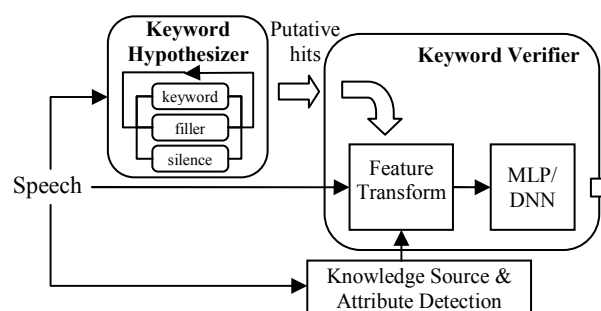 Keyword
Hypothesizer
keyword
filler
silence
Putative
hits
Keyword Verifier
Speech
Feature
Transform
MLP/
DNN
Knowledge Source &
Attribute Detection